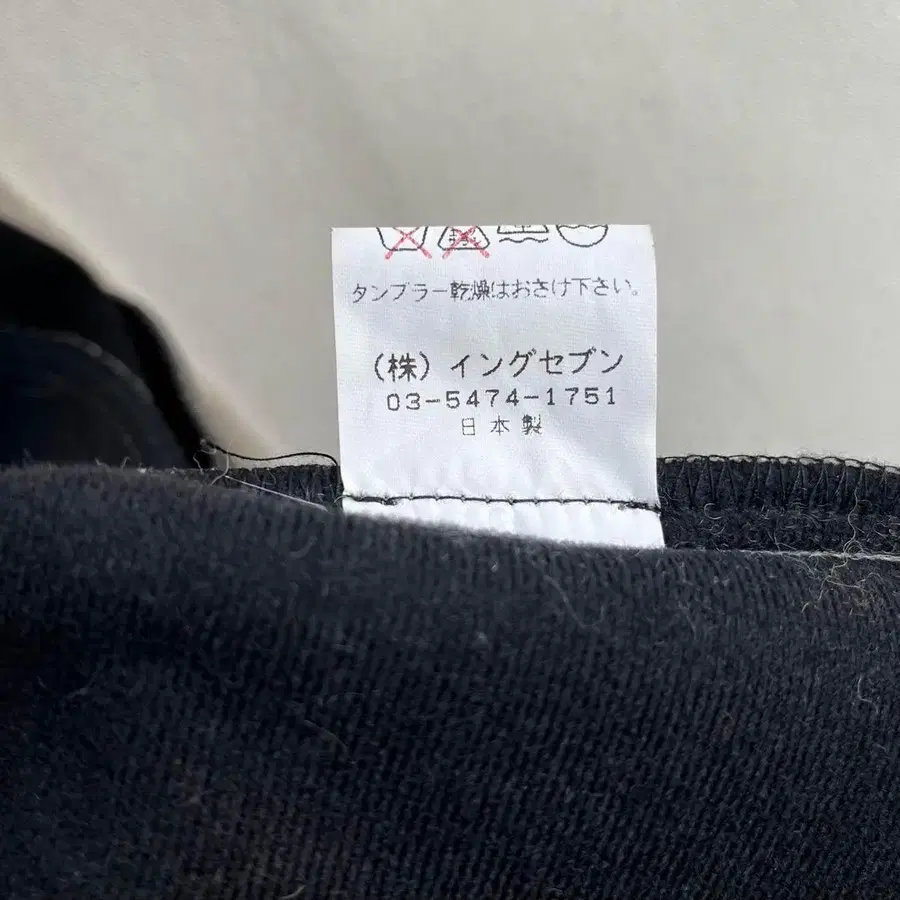 タンブラー乾燥はおさけ下さい。
（株）イングセブン
03-5474-1751
日本製